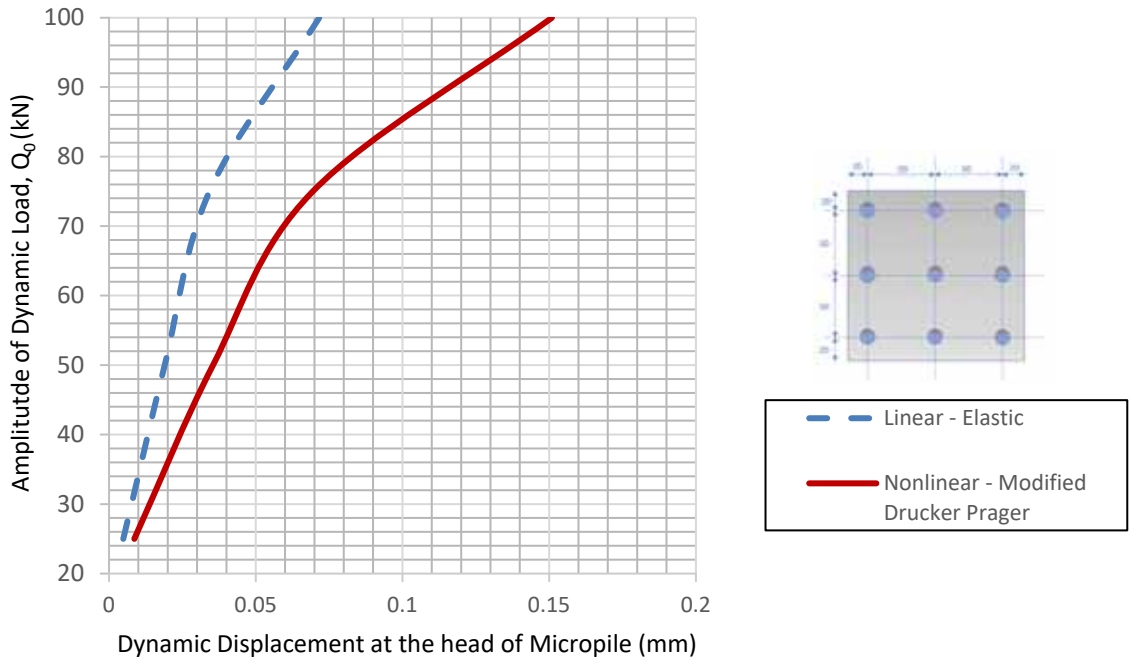 100
90
80
70
60
50
40
30
20
0
0.05
0.1
0.15
0.2
Amplitutde of Dynamic Load, Q0 (kN)
Dynamic Displacement at the head of Micropile (mm)
Linear - Elastic
Nonlinear - Modified
Drucker Prager